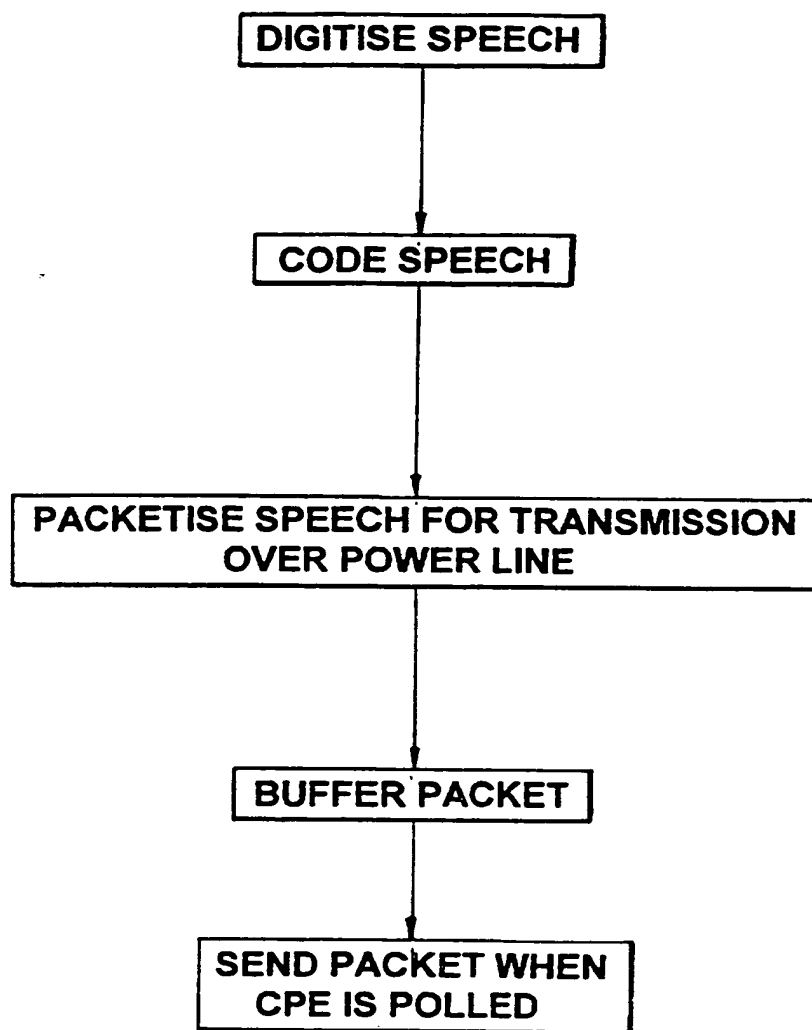 DIGITISE SPEECH
CODE SPEECH
PACKETISE SPEECH FOR TRANSMISSION
OVER POWER LINE
BUFFER PACKET
SEND PACKET WHEN
CPE IS POLLED